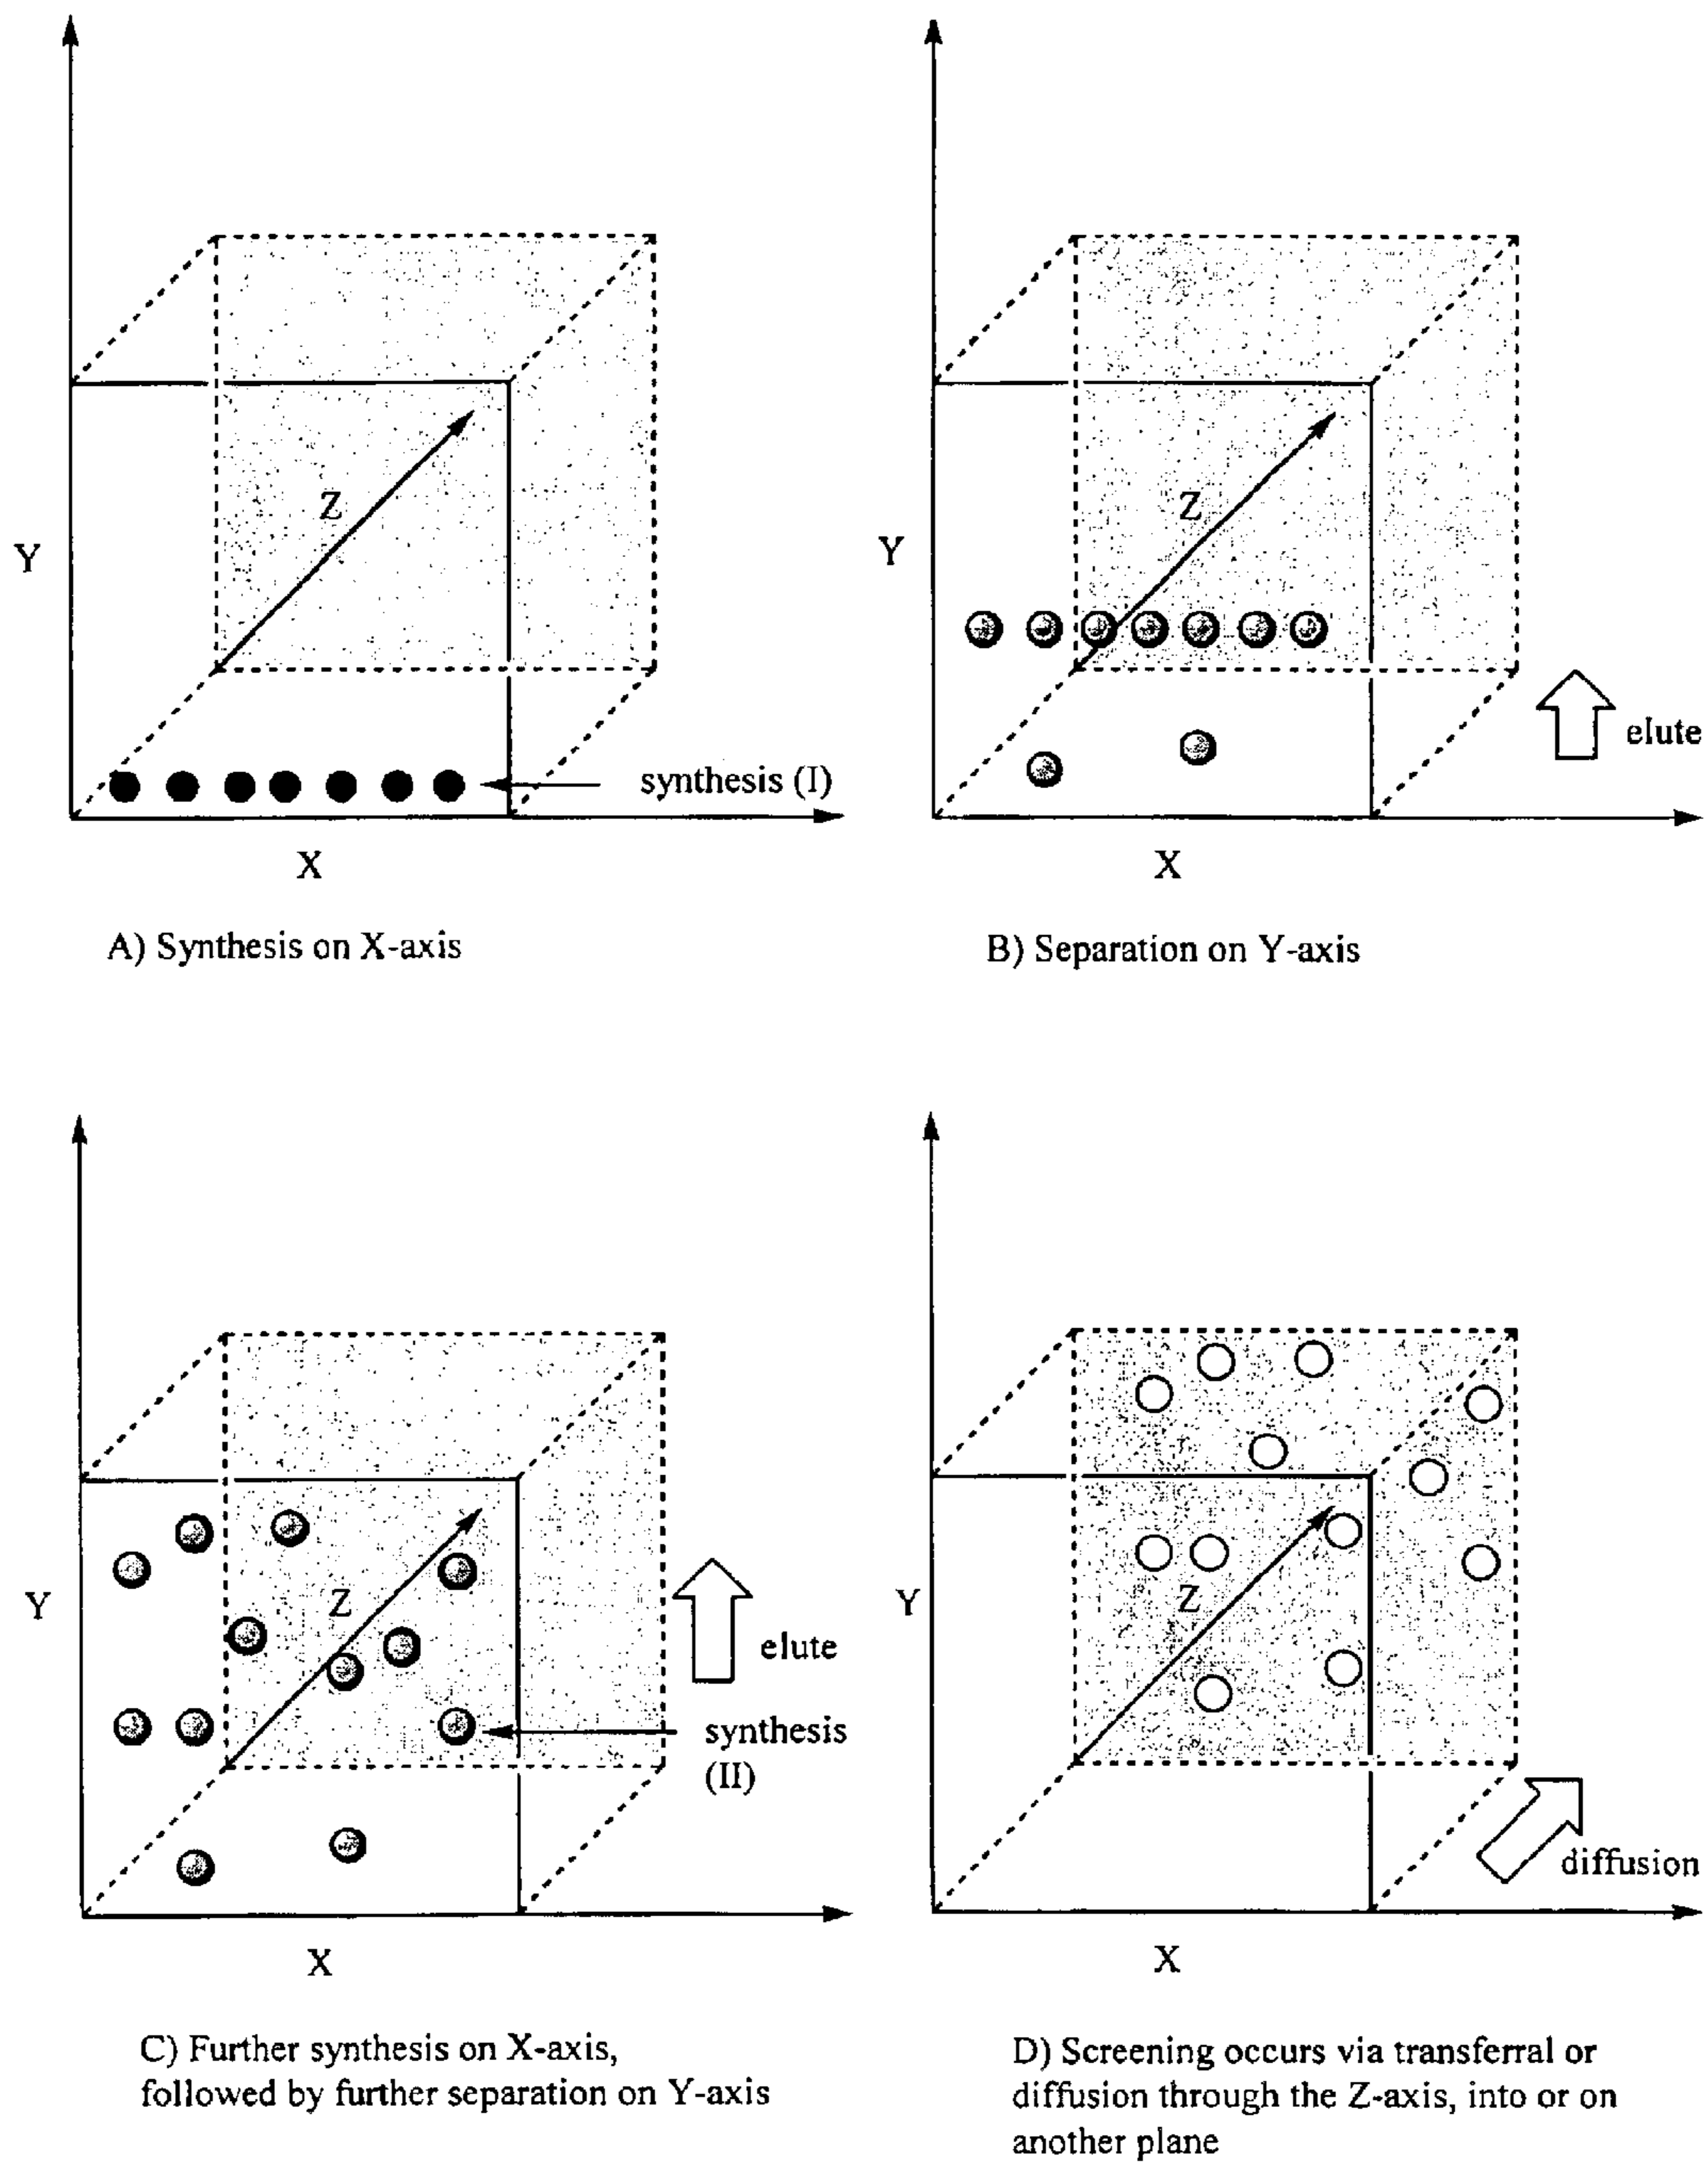 Z
Y
synthesis (I)
X
A) Synthesis on X-axis
Z
Y
elute
X
B) Separation on Y-axis
Z
Y
elute
synthesis
(II)
X
C) Further synthesis on X-axis,
followed by further separation on Y-axis
Z
Y
diffusion
X
D) Screening occurs via transferral or
diffusion through the Z-axis, into or on
another plane